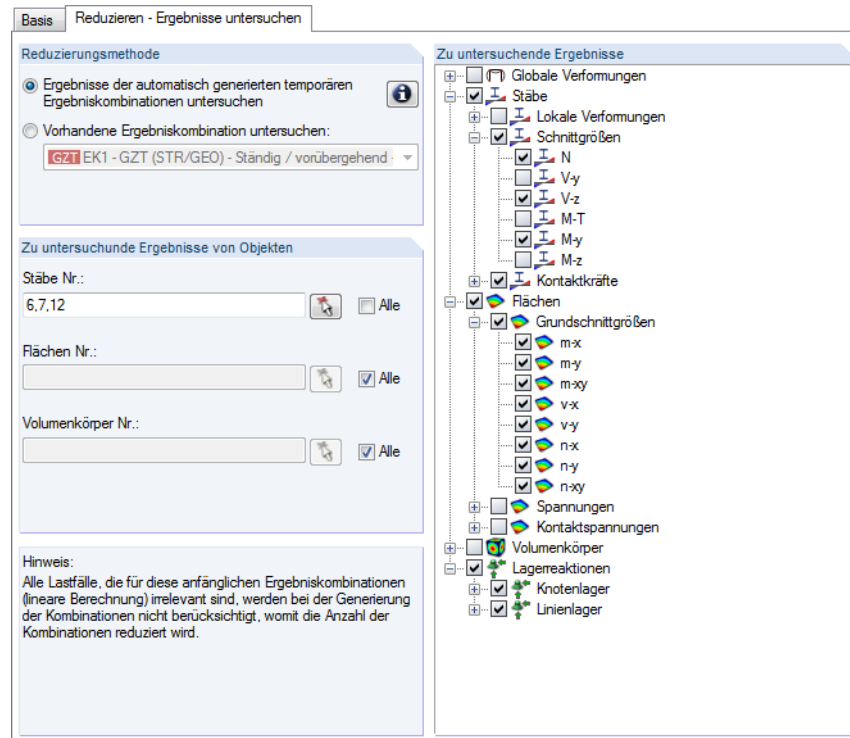 Basis
Reduzieren - Ergebnisse untersuchen
Reduzierungsmethode
Ergebnisse der automatisch generierten temporären
Ergebniskombinationen untersuchen
Vorhandene Ergebniskombination untersuchen:
GZT EK1 - GZT (STR/GEO) - Ständig / vorübergehend -
Zu untersuchunde Ergebnisse von Objekten
Stäbe Nr.:
6,7,12
Alle
Flächen Nr.:
Alle
Volumenkörper Nr.:
Alle
Hinweis:
Alle Lastfälle, die für diese anfänglichen Ergebniskombinationen
(lineare Berechnung) irrelevant sind, werden bei der Generierung
der Kombinationen nicht berücksichtigt, womit die Anzahl der
Kombinationen reduziert wird.
Zu untersuchende Ergebnisse
Globale Verformungen
Stäbe
Lokale Verformungen
Schnittgrößen
N
V-y
V-z
M-T
M-y
M-z
Kontaktkräfte
Flächen
Grundschnittgrößen
m-x
m-y
m-xy
v-x
v-y
n-x
n-y
n-xy
Spannungen
Kontaktspannungen
Volumenkörper
Lagerreaktionen
Knotenlager
Linienlager